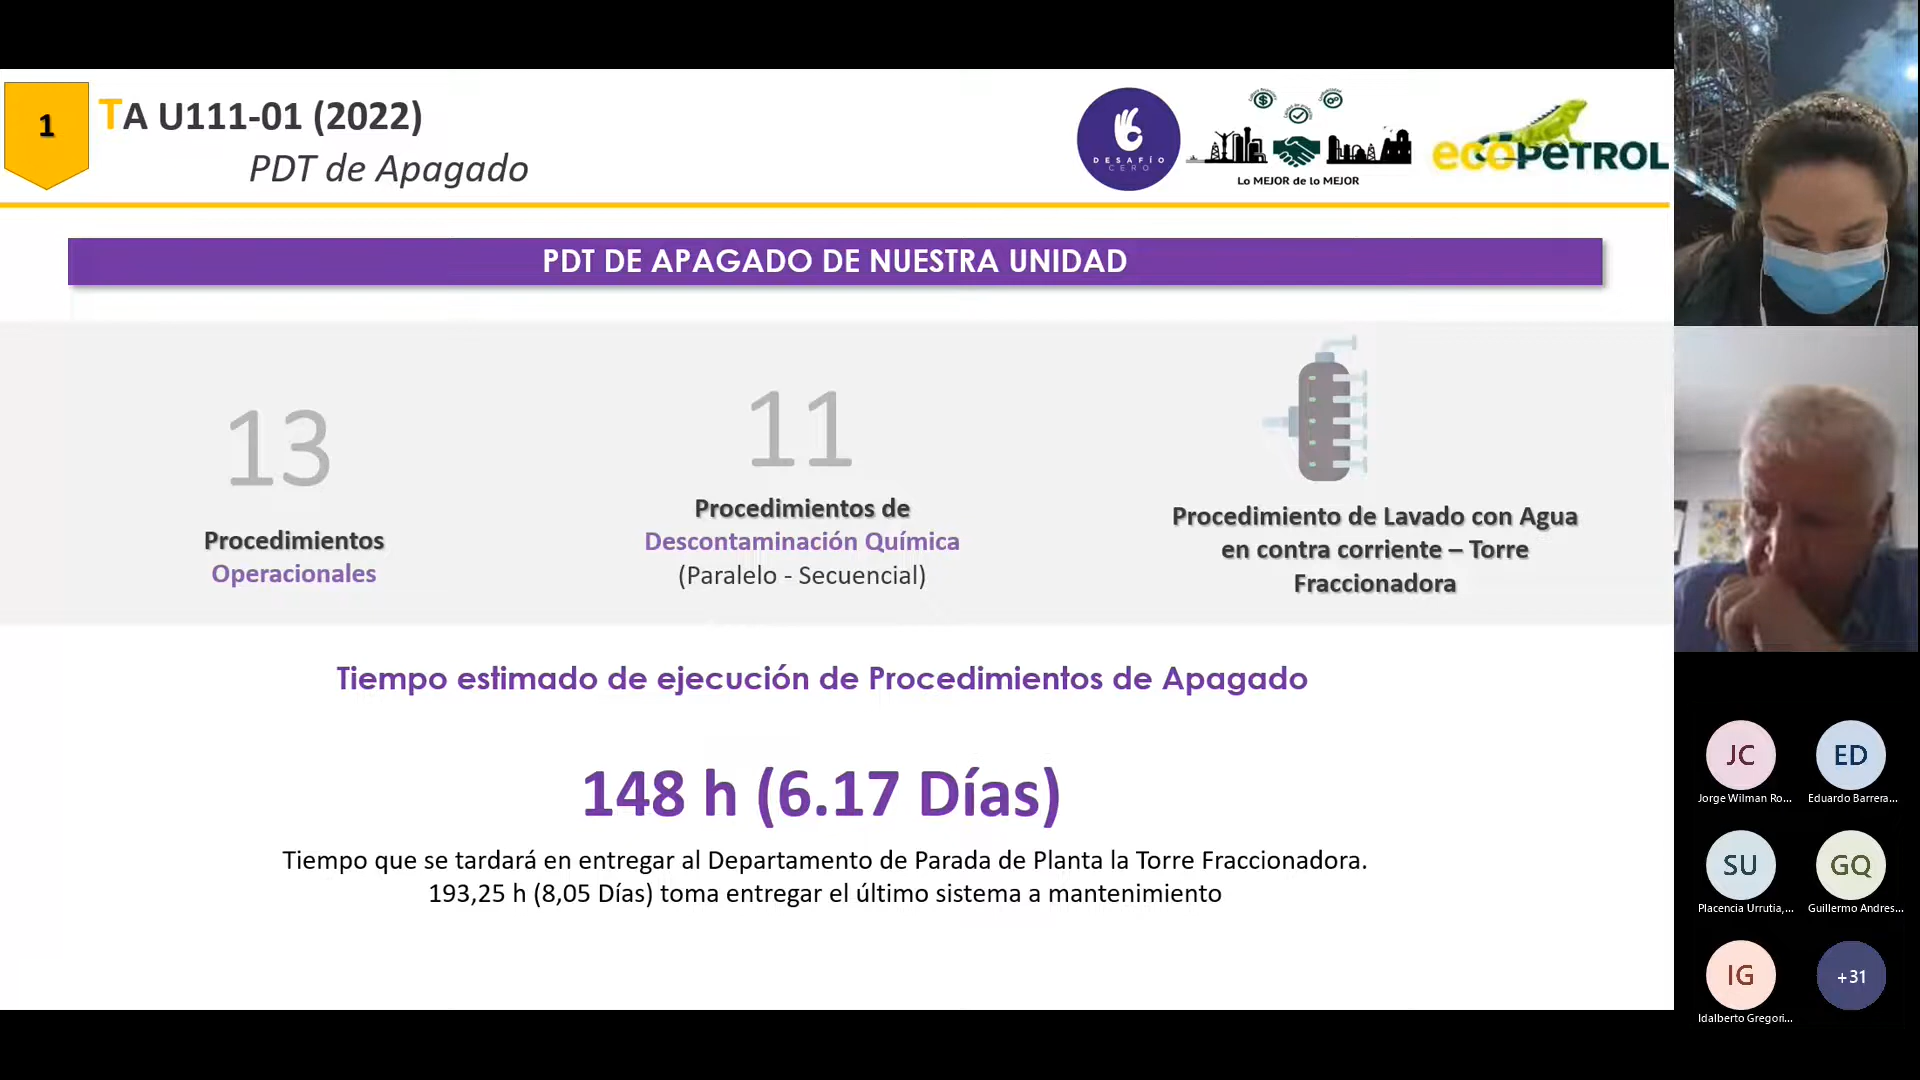 1
TA U111-01 (2022)
PDT de Apagado
DESAFÍO
CERO
Lo MEJOR de lo MEJOR
ecoPETROL
PDT DE APAGADO DE NUESTRA UNIDAD
13
Procedimientos
Operacionales
11
Procedimientos de
Descontaminación Química
(Paralelo - Secuencial)
Procedimiento de Lavado con Agua
en contra corriente – Torre
Fraccionadora
Tiempo estimado de ejecución de Procedimientos de Apagado
148 h (6.17 Días)
Tiempo que se tardará en entregar al Departamento de Parada de Planta la Torre Fraccionadora.
193,25 h (8,05 Días) toma entregar el último sistema a mantenimiento
JC
Jorge Wilman Ro...
ED
Eduardo Barrera...
SU
Placencia Urrutia,...
GQ
Guillermo Andres...
IG
Idalberto Gregori...
+31